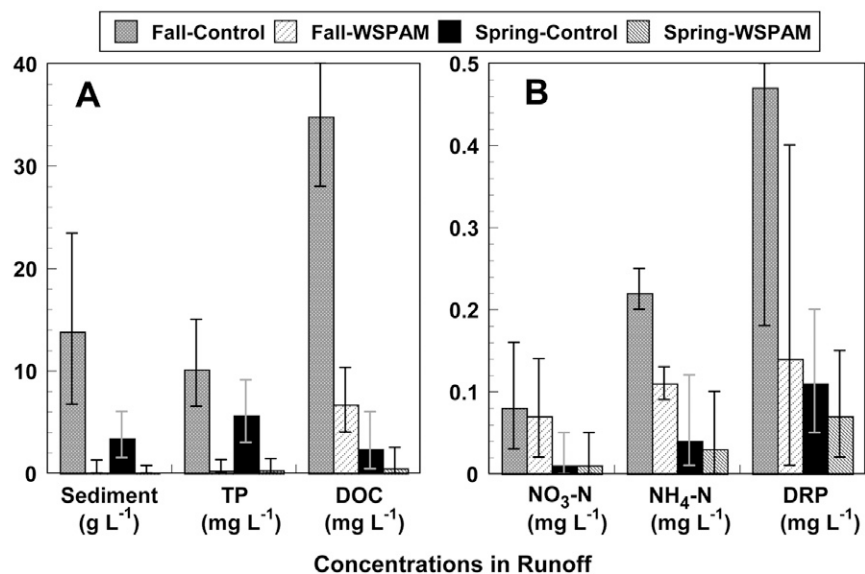 Fall-Control Fall-WSPAM Spring-Control Spring-WSPAM
A
40
30
20
10
0
Sediment TP DOC
(g L⁻¹) (mg L⁻¹) (mg L⁻¹)
B
0.5
0.4
0.3
0.2
0.1
0
NO₃-N NH₄-N DRP
(mg L⁻¹) (mg L⁻¹) (mg L⁻¹)
Concentrations in Runoff